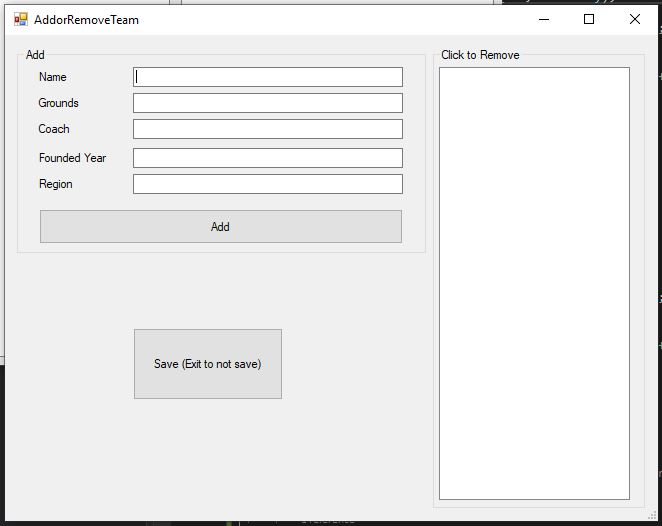 AddorRemoveTeam
Add
Name
Grounds
Coach
Founded Year
Region
Add
Save (Exit to not save)
Click to Remove